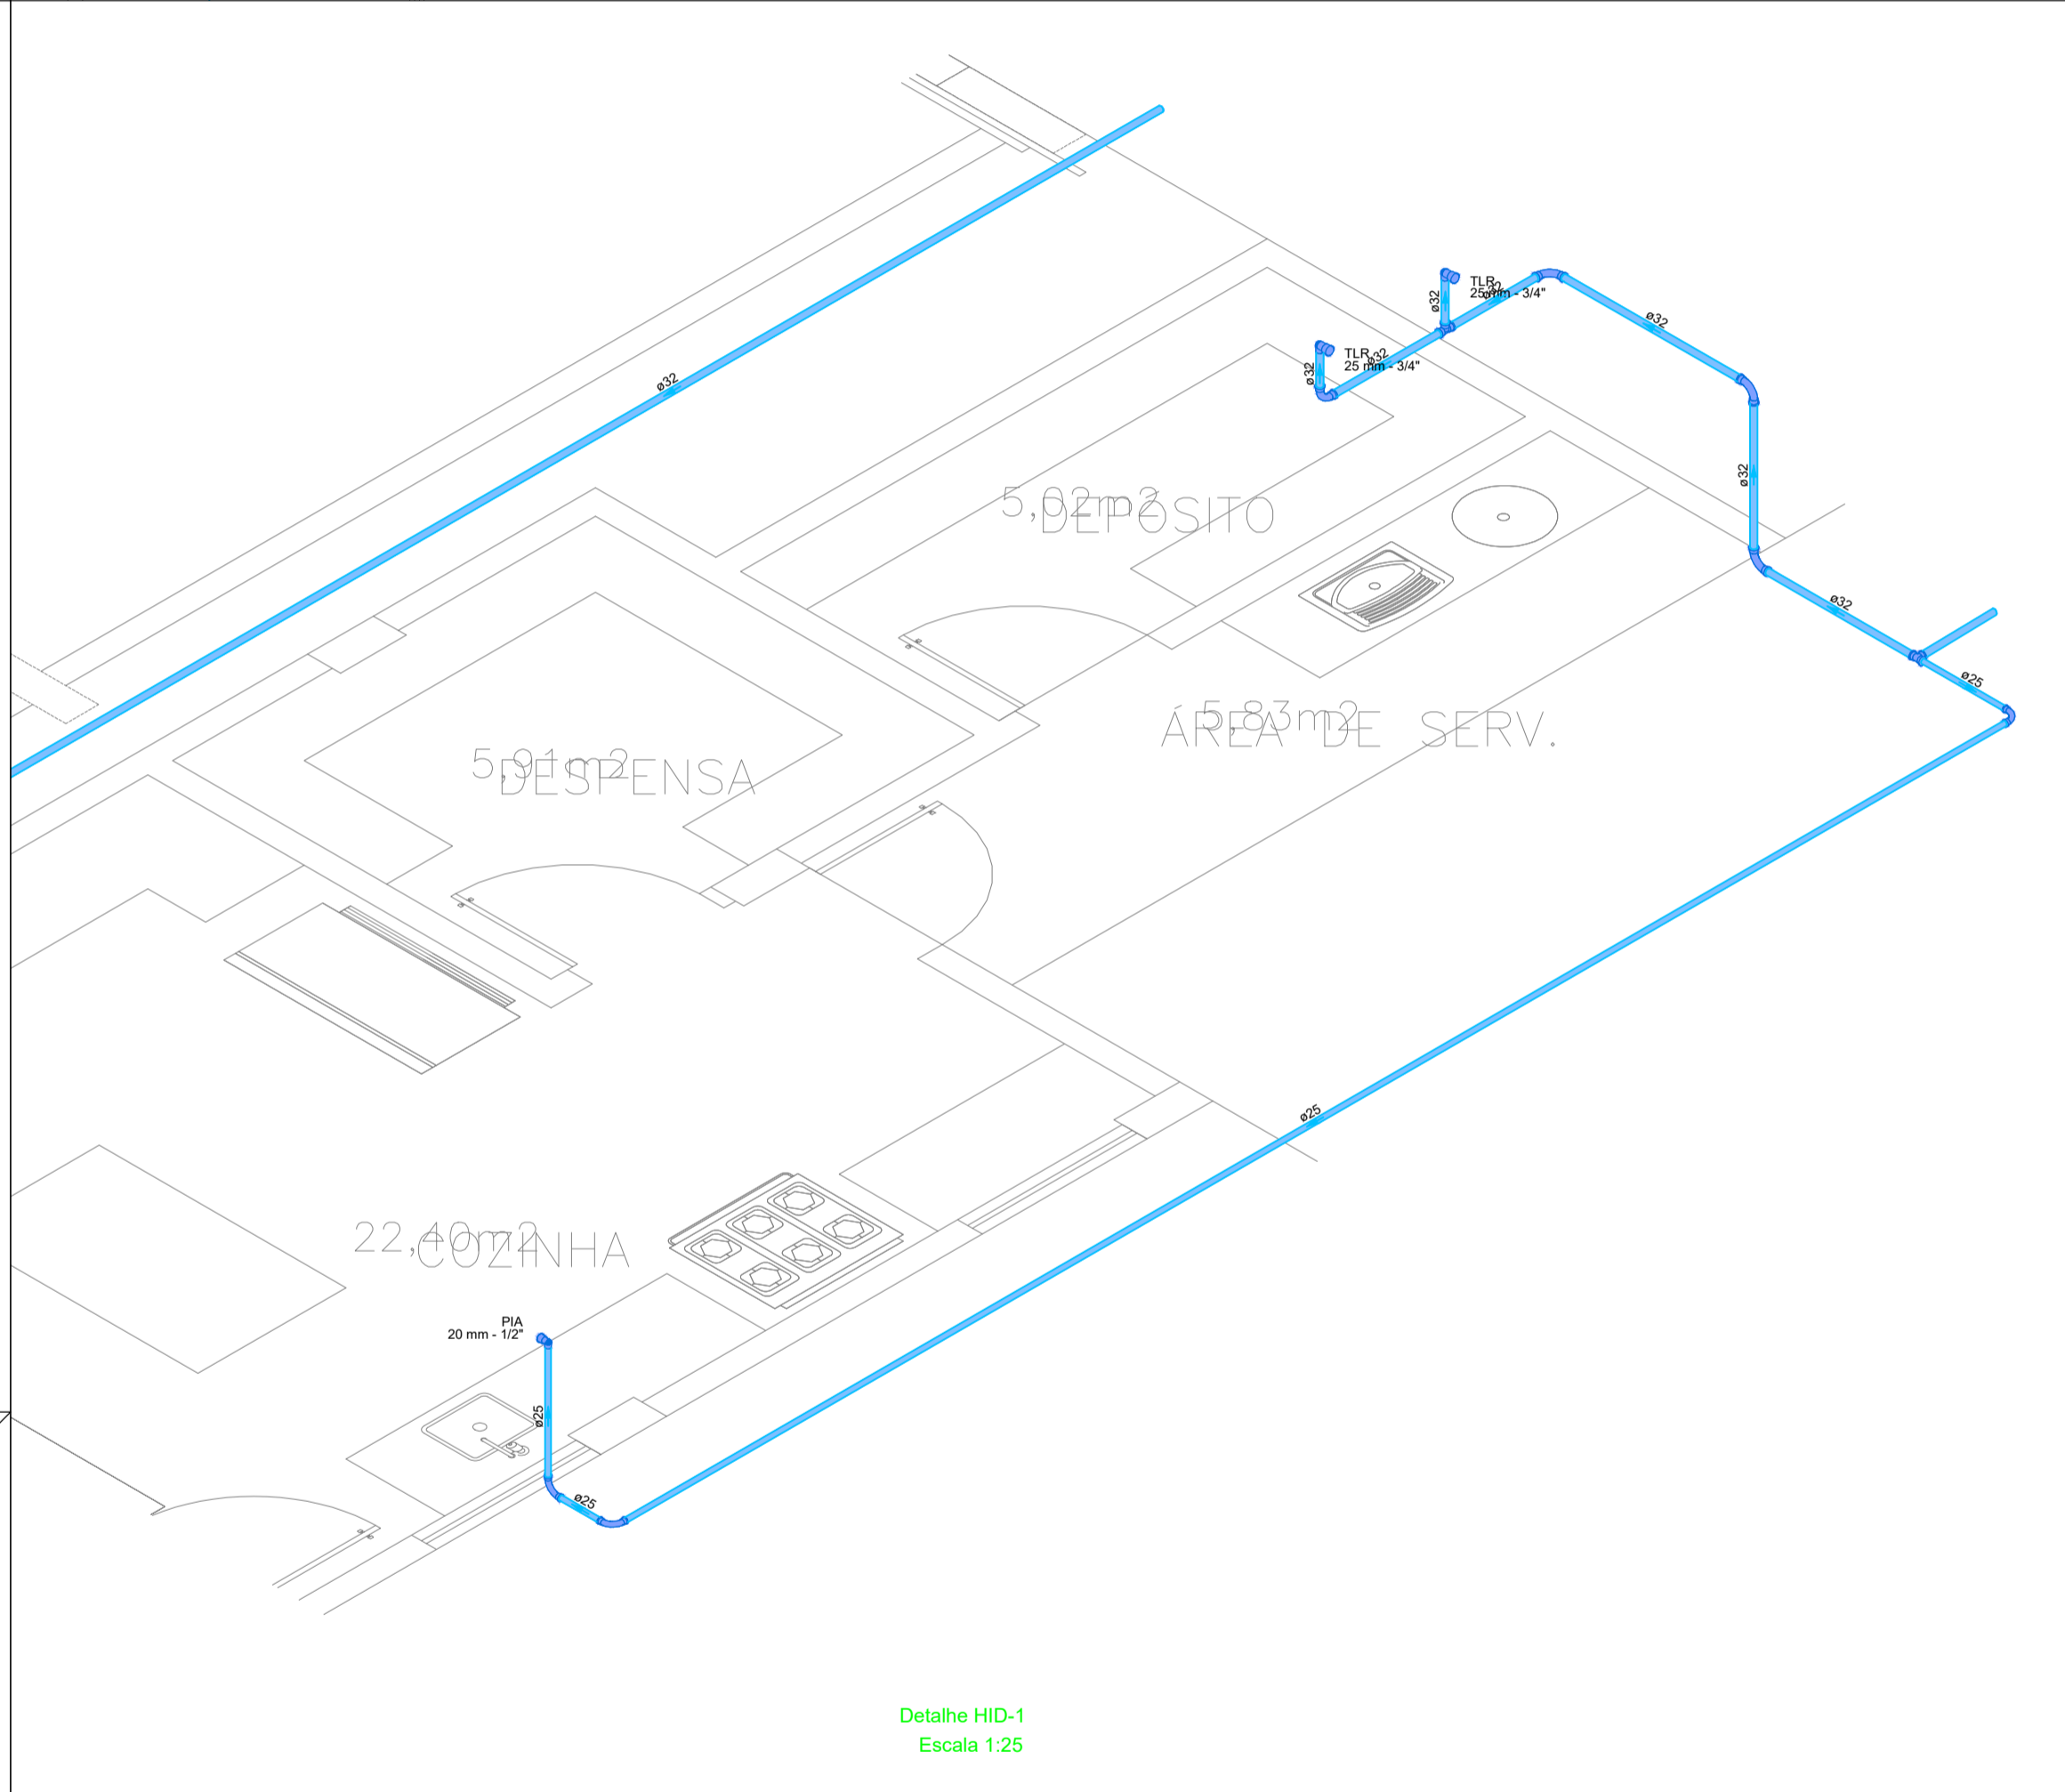 TLR
25 mm - 3/4"
ø32
ø32
ø32
TLR
25 mm - 3/4"
ø32
ø32
ø32
ø32
ø32
5,02m2
DEPÓSITO
ø25
5,83m2
ÁREA DE SERV.
5,91m2
DESPENSA
ø25
22,40m2
COZINHA
PIA
20 mm - 1/2"
ø25
ø25
Detalhe HID-1
Escala 1:25